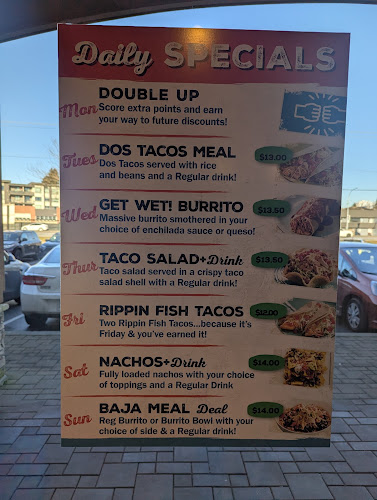 Daily SPECIALS
Mon
DOUBLE UP
Score extra points and earn
your way to future discounts!
Tues
DOS TACOS MEAL
Dos Tacos served with rice
and beans and a Regular drink!
$13.00
Wed
GET WET! BURRITO
Massive burrito smothered in your
choice of enchilada sauce or queso!
$13.50
Thur
TACO SALAD+Drink
Taco salad served in a crispy taco
salad shell with a Regular drink!
$13.50
Fri
RIPPIN FISH TACOS
Two Rippin Fish Tacos...because it's
Friday & you've earned it!
$12.00
Sat
NACHOS+Drink
Fully loaded nachos with your choice
of toppings and a Regular Drink
$14.00
Sun
BAJA MEAL Deal
Reg Burrito or Burrito Bowl with your
choice of side & a Regular drink!
$14.00